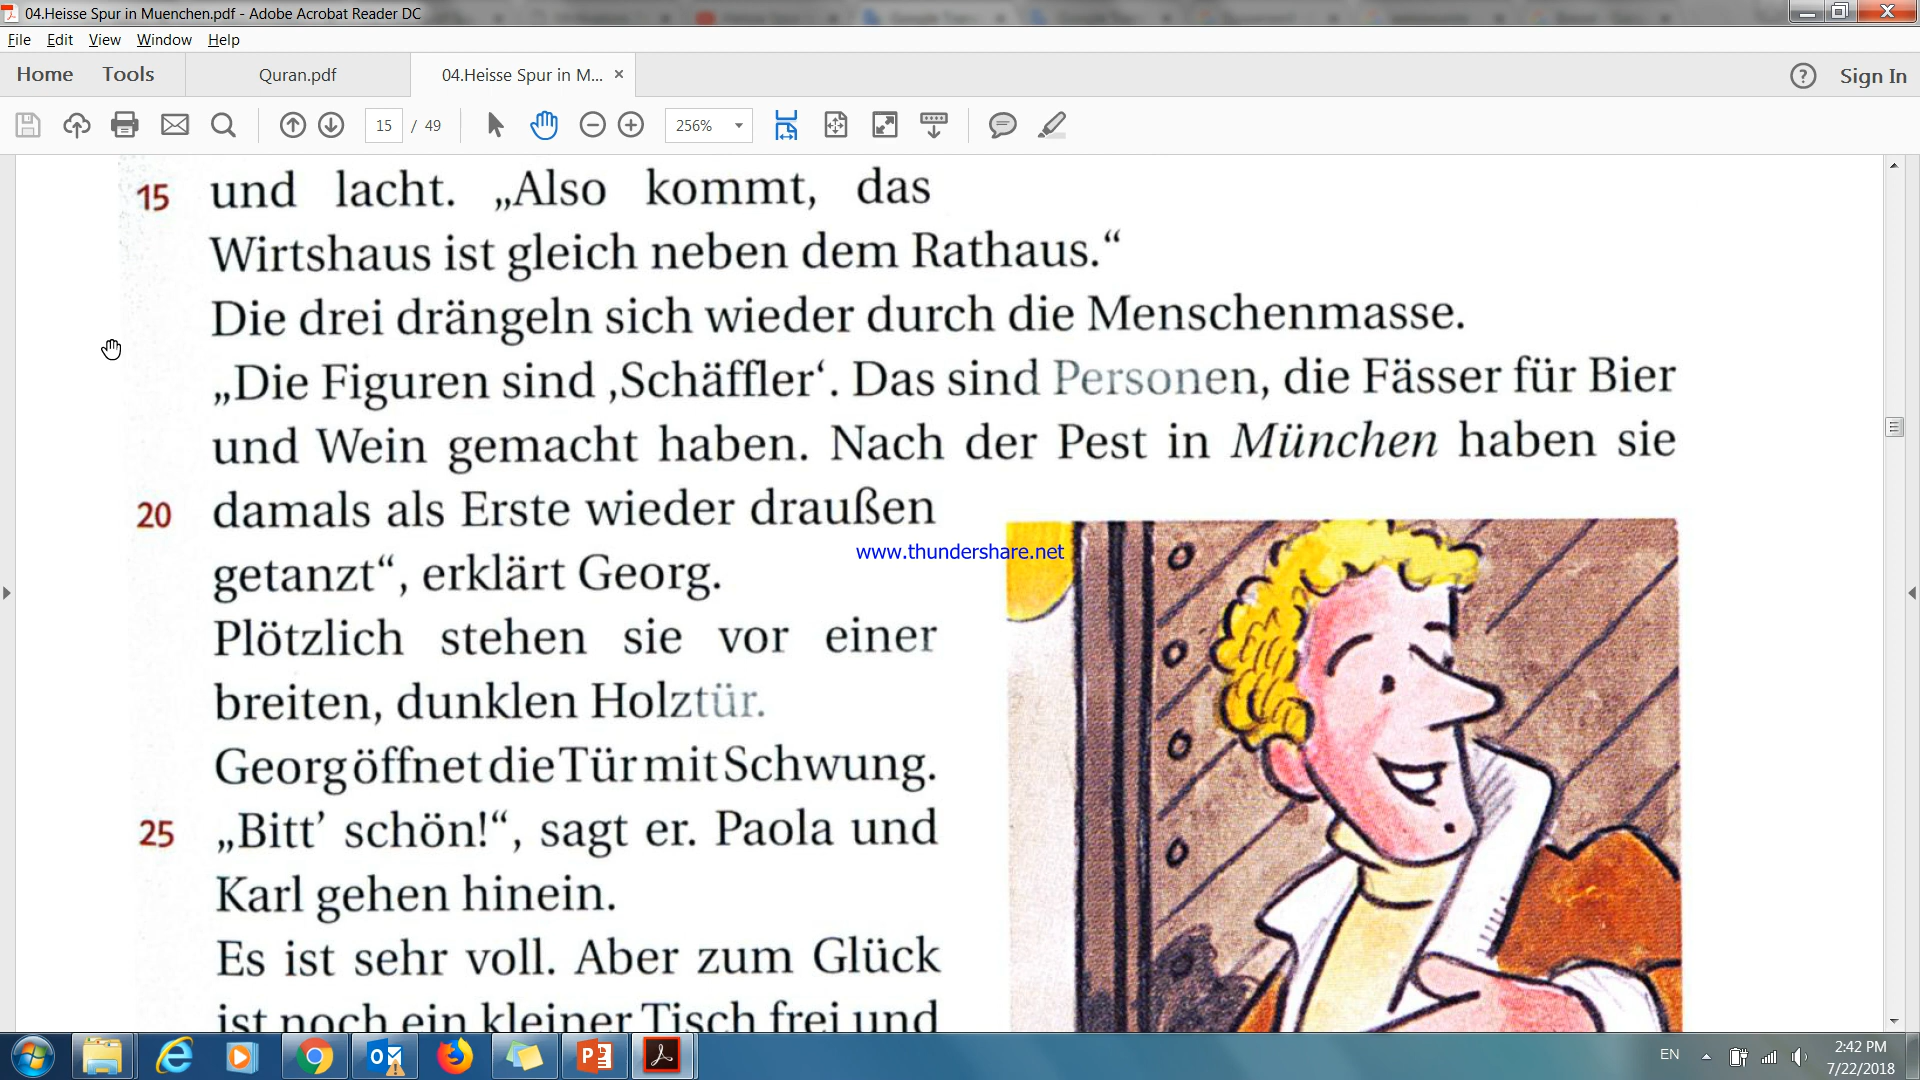 04.Heisse Spur in Muenchen.pdf - Adobe Acrobat Reader DC
File Edit View Window Help
Home Tools Quran.pdf 04.Heisse Spur in M... × ? Sign In
15 / 49 256%
15 und lacht. „Also kommt, das
Wirtshaus ist gleich neben dem Rathaus.“
Die drei drängeln sich wieder durch die Menschenmasse.
„Die Figuren sind ‚Schäffler‘. Das sind Personen, die Fässer für Bier
und Wein gemacht haben. Nach der Pest in München haben sie
20 damals als Erste wieder draußen
www.thundershare.net
getanzt“, erklärt Georg.
Plötzlich stehen sie vor einer
breiten, dunklen Holztür.
Georg öffnet die Tür mit Schwung.
25 „Bitt’ schön!“, sagt er. Paola und
Karl gehen hinein.
Es ist sehr voll. Aber zum Glück
ist noch ein kleiner Tisch frei und
EN 2:42 PM
7/22/2018